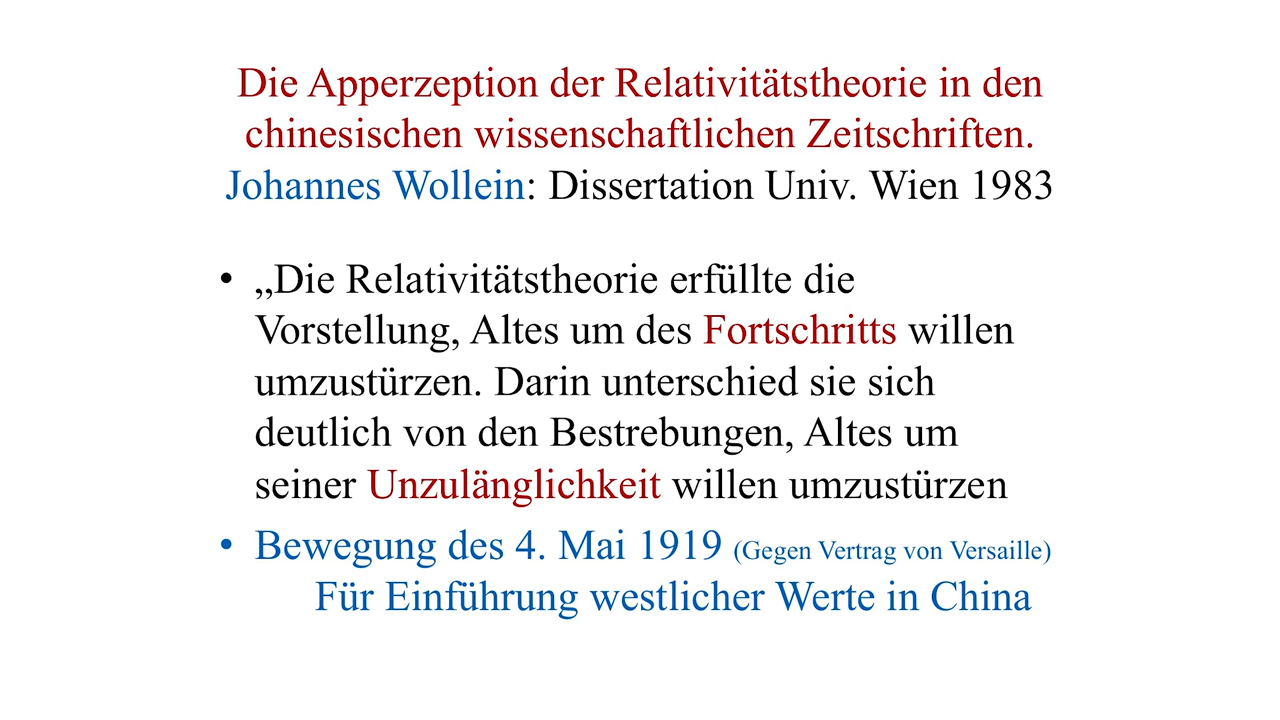 Die Apperzeption der Relativitätstheorie in den
chinesischen wissenschaftlichen Zeitschriften.
Johannes Wollein: Dissertation Univ. Wien 1983
• „Die Relativitätstheorie erfüllte die
Vorstellung, Altes um des Fortschritts willen
umzustürzen. Darin unterschied sie sich
deutlich von den Bestrebungen, Altes um
seiner Unzulänglichkeit willen umzustürzen
• Bewegung des 4. Mai 1919 (Gegen Vertrag von Versaille)
Für Einführung westlicher Werte in China